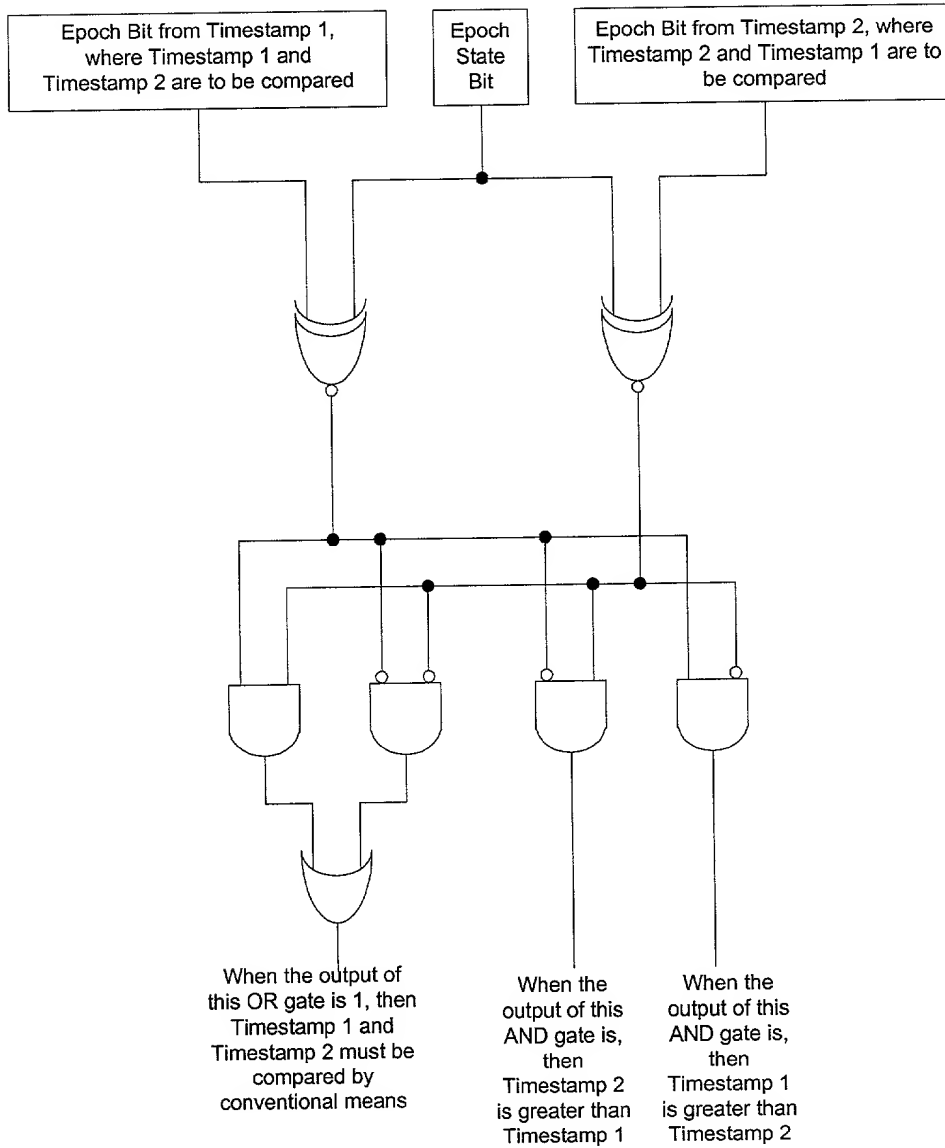 Epoch Bit from Timestamp 1,
where Timestamp 1 and
Timestamp 2 are to be compared
Epoch
State
Bit
Epoch Bit from Timestamp 2, where
Timestamp 2 and Timestamp 1 are to
be compared
When the output of
this OR gate is 1, then
Timestamp 1 and
Timestamp 2 must be
compared by
conventional means
When the
output of this
AND gate is,
then
Timestamp 2
is greater than
Timestamp 1
When the
output of this
AND gate is,
then
Timestamp 1
is greater than
Timestamp 2